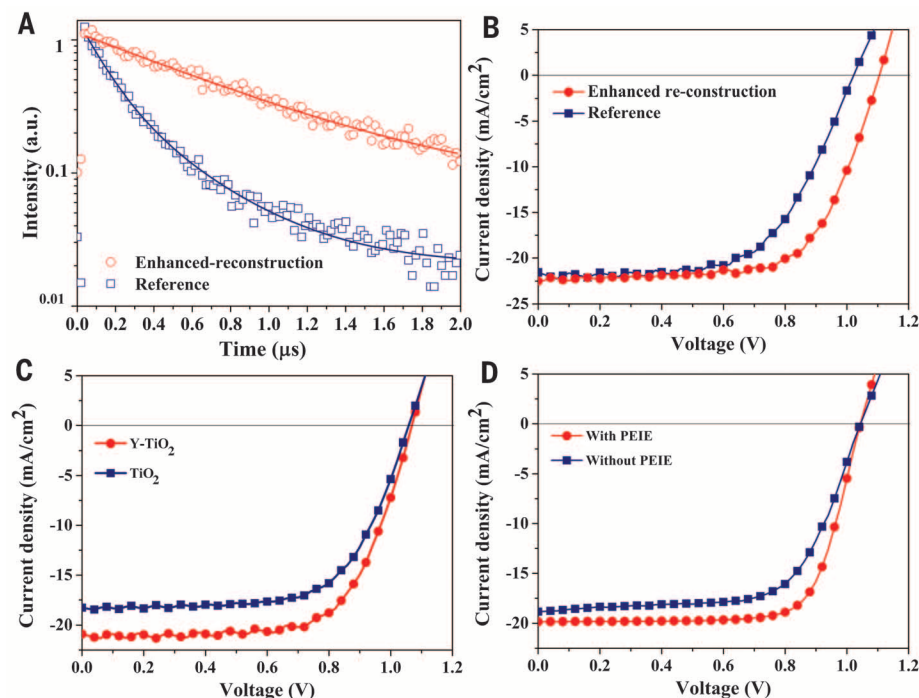 A
1
0.1
0.01
Intensity (a.u.)
Enhanced-reconstruction
Reference
0.0 0.2 0.4 0.6 0.8 1.0 1.2 1.4 1.6 1.8 2.0
Time (µs)
B
5
0
-5
-10
-15
-20
-25
Current density (mA/cm²)
Enhanced re-construction
Reference
0.0 0.2 0.4 0.6 0.8 1.0 1.2
Voltage (V)
C
5
0
-5
-10
-15
-20
Current density (mA/cm²)
Y-TiO₂
TiO₂
0.0 0.2 0.4 0.6 0.8 1.0 1.2
Voltage (V)
D
5
0
-5
-10
-15
-20
Current density (mA/cm²)
With PEIE
Without PEIE
0.0 0.2 0.4 0.6 0.8 1.0 1.2
Voltage (V)